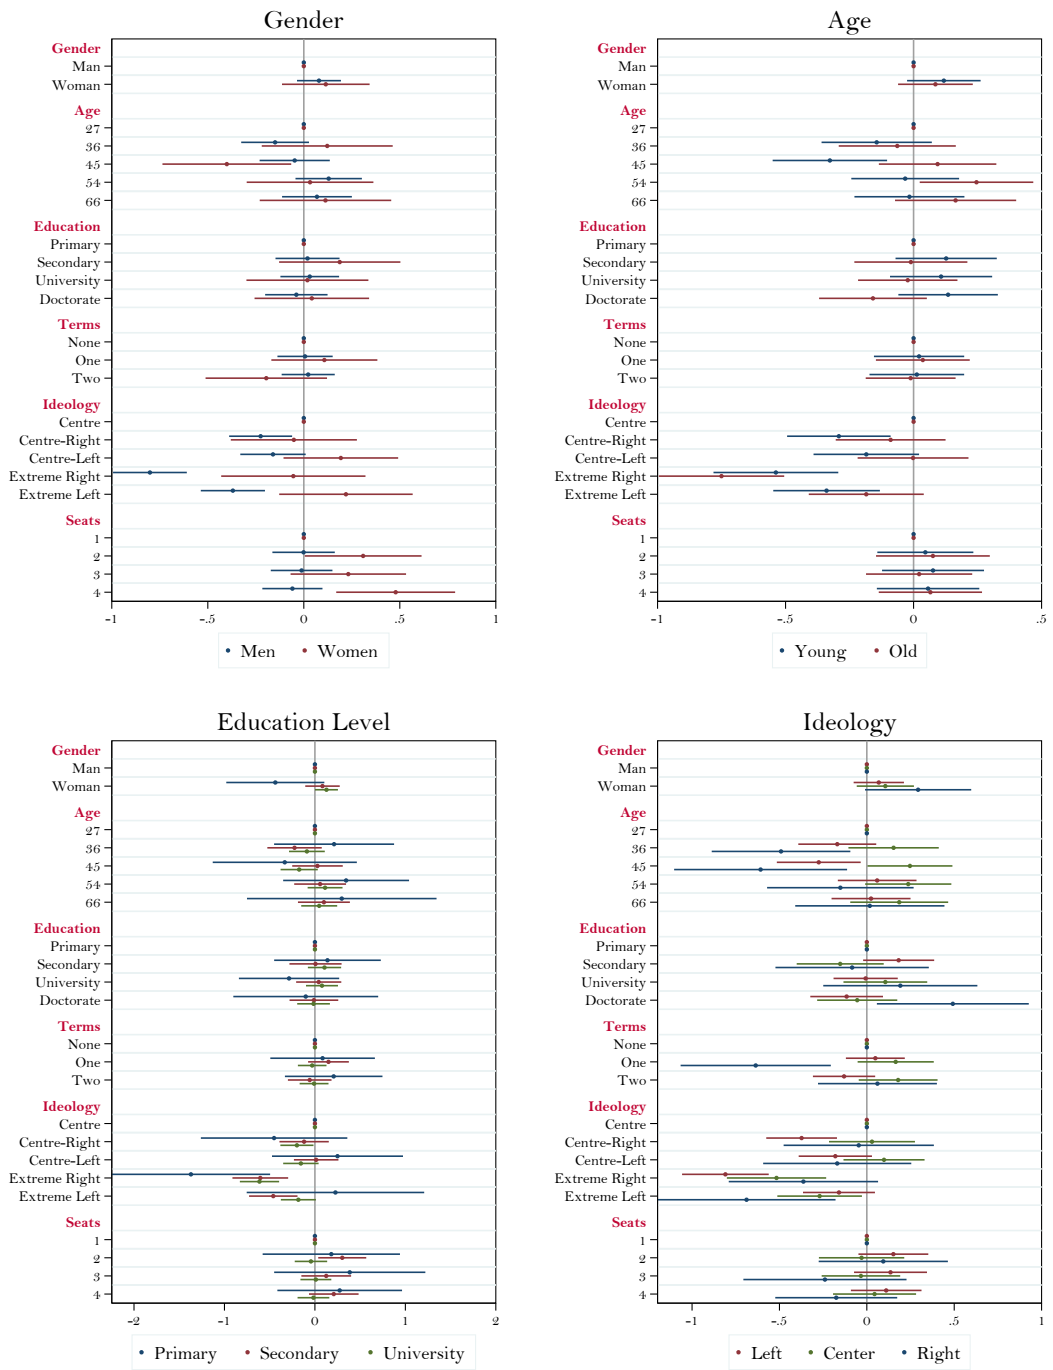 Gender
Gender
Man
Woman
Age
27
36
45
54
66
Education
Primary
Secondary
University
Doctorate
Terms
None
One
Two
Ideology
Centre
Centre-Right
Centre-Left
Extreme Right
Extreme Left
Seats
1
2
3
4
-1 -.5 0 .5 1
Men Women
Age
Gender
Man
Woman
Age
27
36
45
54
66
Education
Primary
Secondary
University
Doctorate
Terms
None
One
Two
Ideology
Centre
Centre-Right
Centre-Left
Extreme Right
Extreme Left
Seats
1
2
3
4
-1 -.5 0 .5
Young Old
Education Level
Gender
Man
Woman
Age
27
36
45
54
66
Education
Primary
Secondary
University
Doctorate
Terms
None
One
Two
Ideology
Centre
Centre-Right
Centre-Left
Extreme Right
Extreme Left
Seats
1
2
3
4
-2 -1 0 1 2
Primary Secondary University
Ideology
Gender
Man
Woman
Age
27
36
45
54
66
Education
Primary
Secondary
University
Doctorate
Terms
None
One
Two
Ideology
Centre
Centre-Right
Centre-Left
Extreme Right
Extreme Left
Seats
1
2
3
4
-1 -.5 0 .5 1
Left Center Right